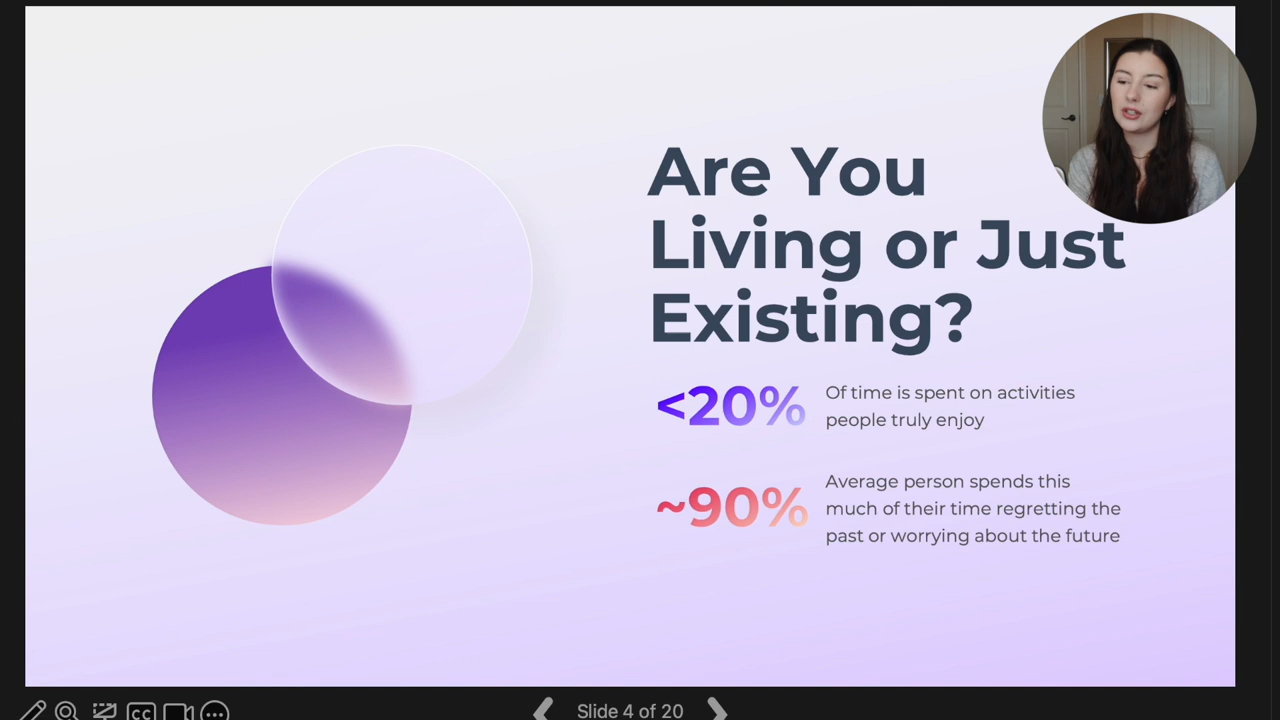 Are You
Living or Just
Existing?
<20%
Of time is spent on activities
people truly enjoy
~90%
Average person spends this
much of their time regretting the
past or worrying about the future
CC
Slide 4 of 20